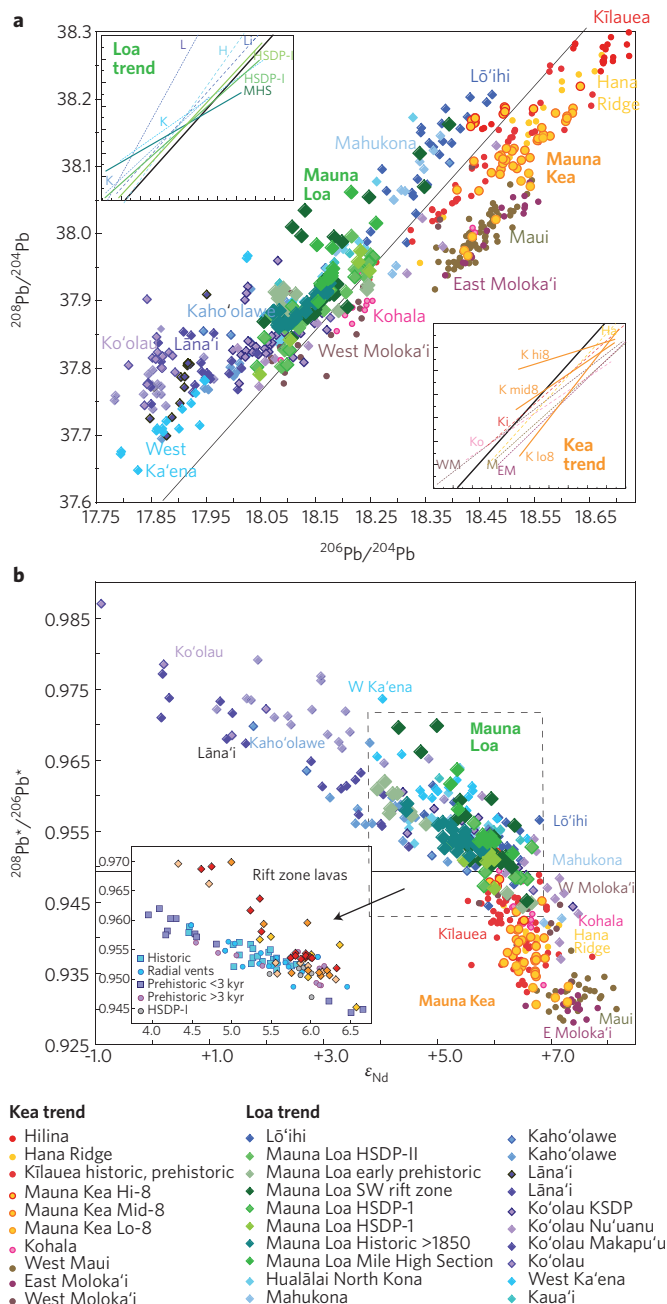 a
38.3
38.2
38.1
38.0
37.9
37.8
37.7
37.6
208Pb/204Pb
17.75
17.85
17.95
18.05
18.15
18.25
18.35
18.45
18.55
18.65
206Pb/204Pb
Loa
trend
L
H
Li
HSDP-I
HSDP-I
MHS
K
K
Kīlauea
Lō‘ihi
Hana
Ridge
Mahukona
Mauna
Loa
Mauna
Kea
Maui
East Moloka‘i
Kaho‘olawe
Ko‘olau
Lāna‘i
Kohala
West Moloka‘i
West
Ka‘ena
H
K hi8
K mid8
Ki
Ko
WM
M
EM
K lo8
Kea
trend
b
0.985
0.975
0.965
0.955
0.945
0.935
0.925
208Pb*/206Pb*
-1.0
+1.0
+3.0
+5.0
+7.0
εNd
Ko‘olau
W Ka‘ena
Lāna‘i
Kaho‘olawe
Mauna
Loa
Lō‘ihi
Mahukona
W Moloka‘i
Kohala
Hana
Ridge
Kīlauea
Mauna Kea
Maui
E Moloka‘i
Rift zone lavas
0.970
0.965
0.960
0.955
0.950
0.945
Historic
Radial vents
Prehistoric <3 kyr
Prehistoric >3 kyr
HSDP-I
4.0
4.5
5.0
5.5
6.0
6.5
Kea trend
Hilina
Hana Ridge
Kīlauea historic, prehistoric
Mauna Kea Hi-8
Mauna Kea Mid-8
Mauna Kea Lo-8
Kohala
West Maui
East Moloka‘i
West Moloka‘i
Loa trend
Lō‘ihi
Mauna Loa HSDP-II
Mauna Loa early prehistoric
Mauna Loa SW rift zone
Mauna Loa HSDP-1
Mauna Loa HSDP-1
Mauna Loa Historic >1850
Mauna Loa Mile High Section
Hualālai North Kona
Mahukona
Kaho‘olawe
Kaho‘olawe
Lāna‘i
Lāna‘i
Ko‘olau KSDP
Ko‘olau Nu‘uanu
Ko‘olau Makapu‘u
Ko‘olau
West Ka‘ena
Kaua‘i